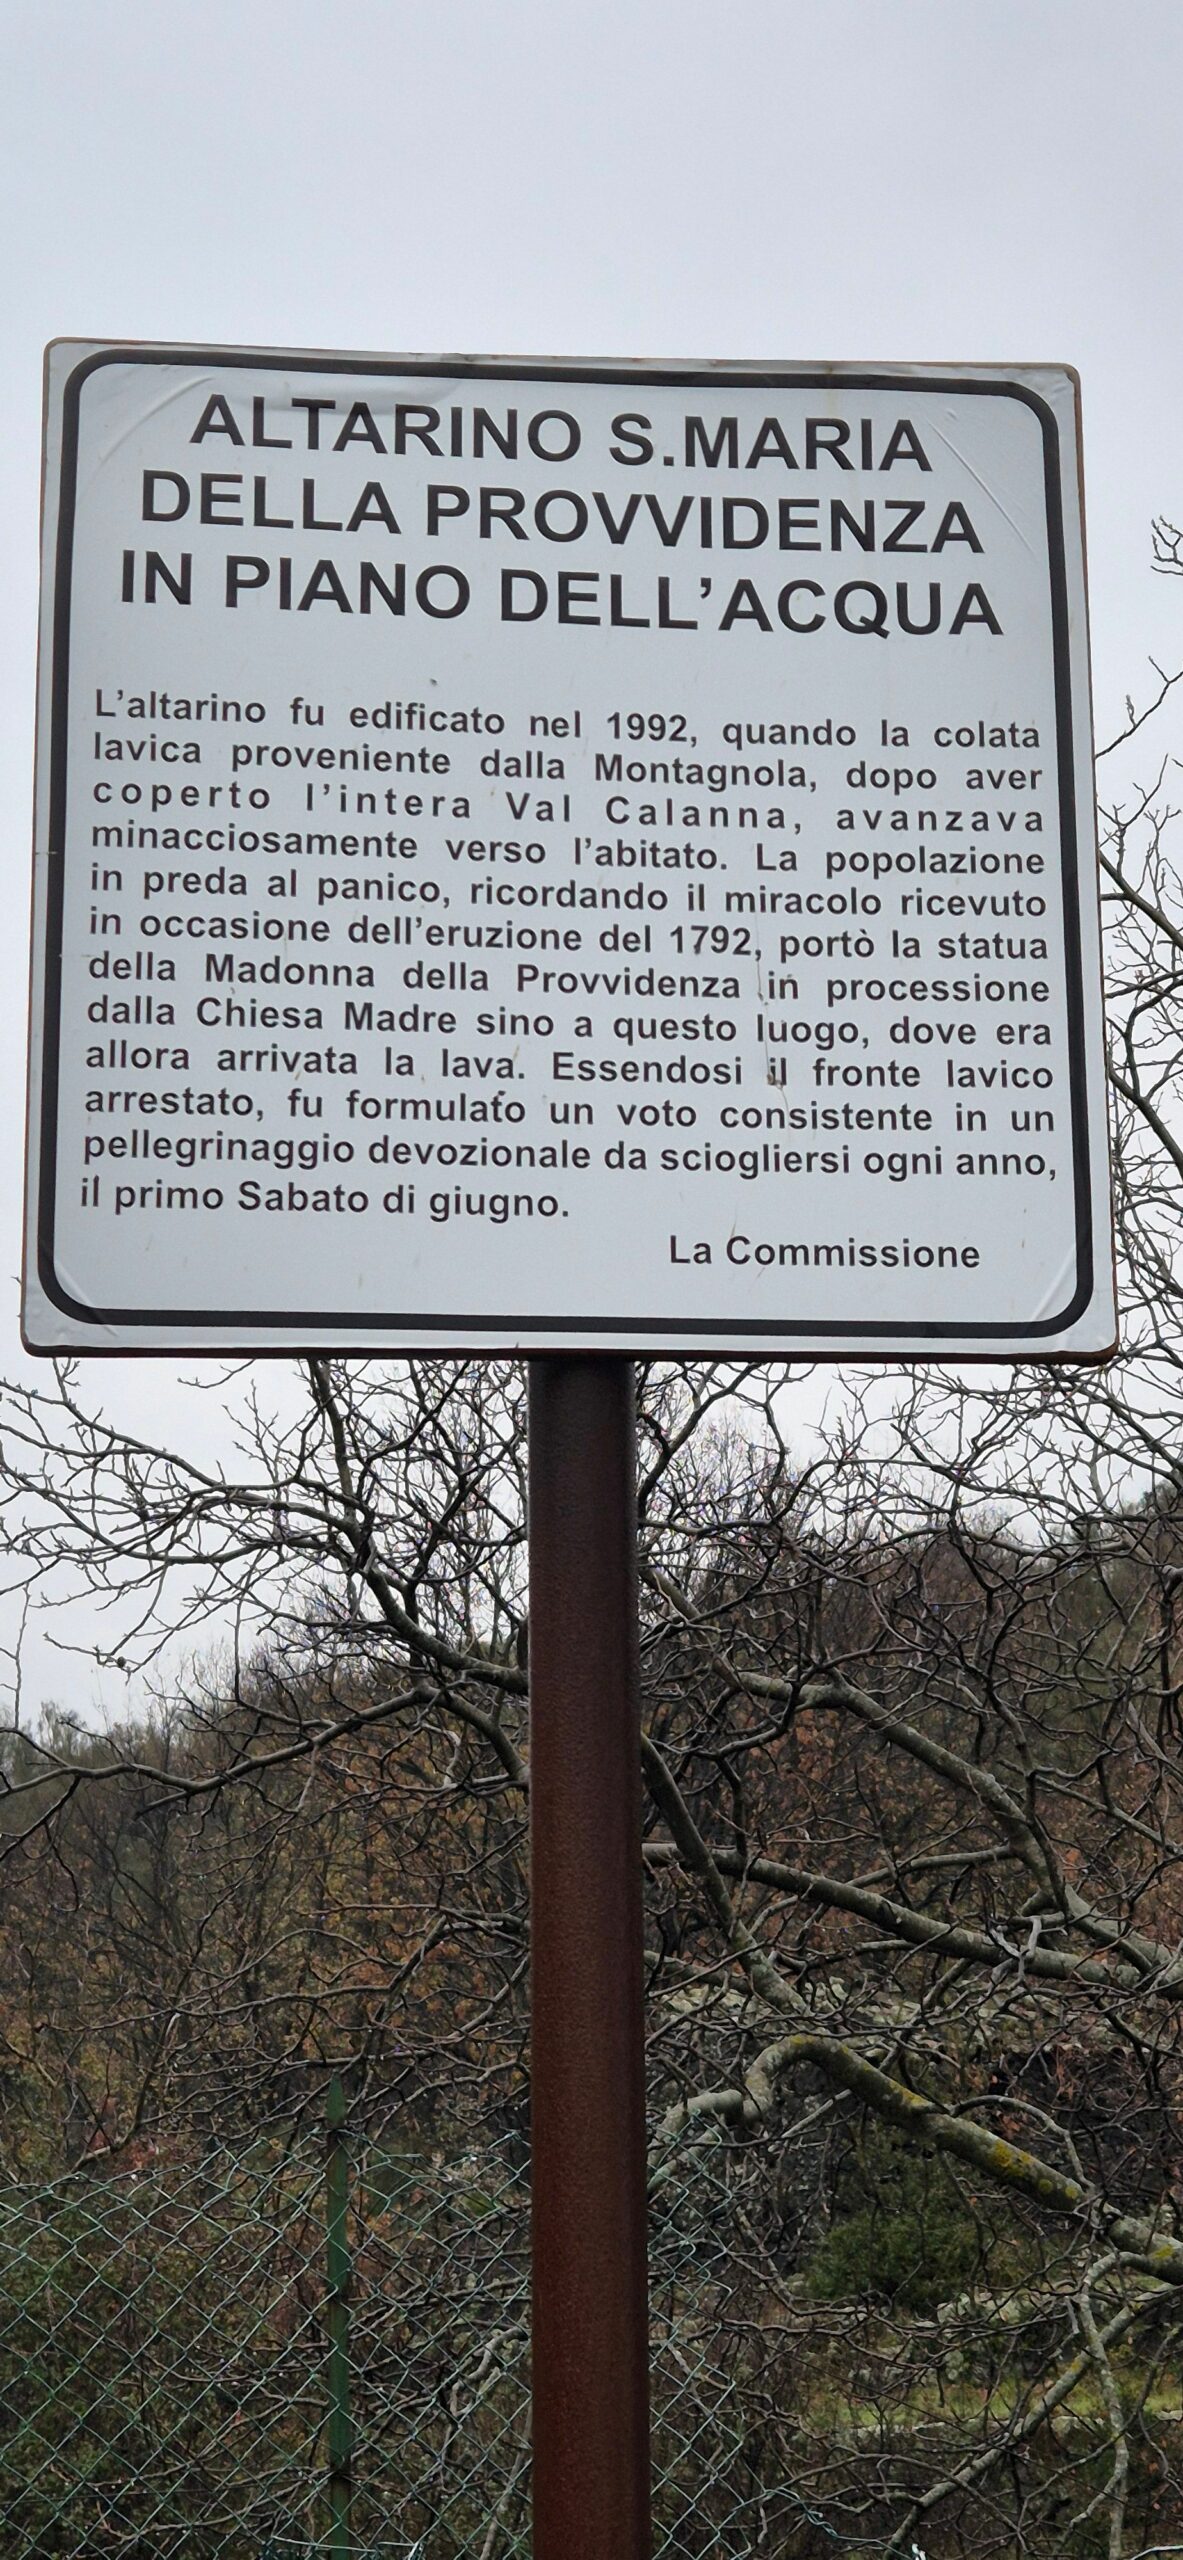 ALTARINO S.MARIA
DELLA PROVVIDENZA
IN PIANO DELL'ACQUA
L'altarino fu edificato nel 1992, quando la colata
lavica proveniente dalla Montagnola, dopo aver
coperto l'intera Val Calanna, avanzava
minacciosamente verso l'abitato. La popolazione
in preda al panico, ricordando il miracolo ricevuto
in occasione dell'eruzione del 1792, portò la statua
della Madonna della Provvidenza in processione
dalla Chiesa Madre sino a questo luogo, dove era
allora arrivata la lava. Essendosi il fronte lavico
arrestato, fu formulato un voto consistente in un
pellegrinaggio devozionale da sciogliersi ogni anno,
il primo Sabato di giugno.
La Commissione